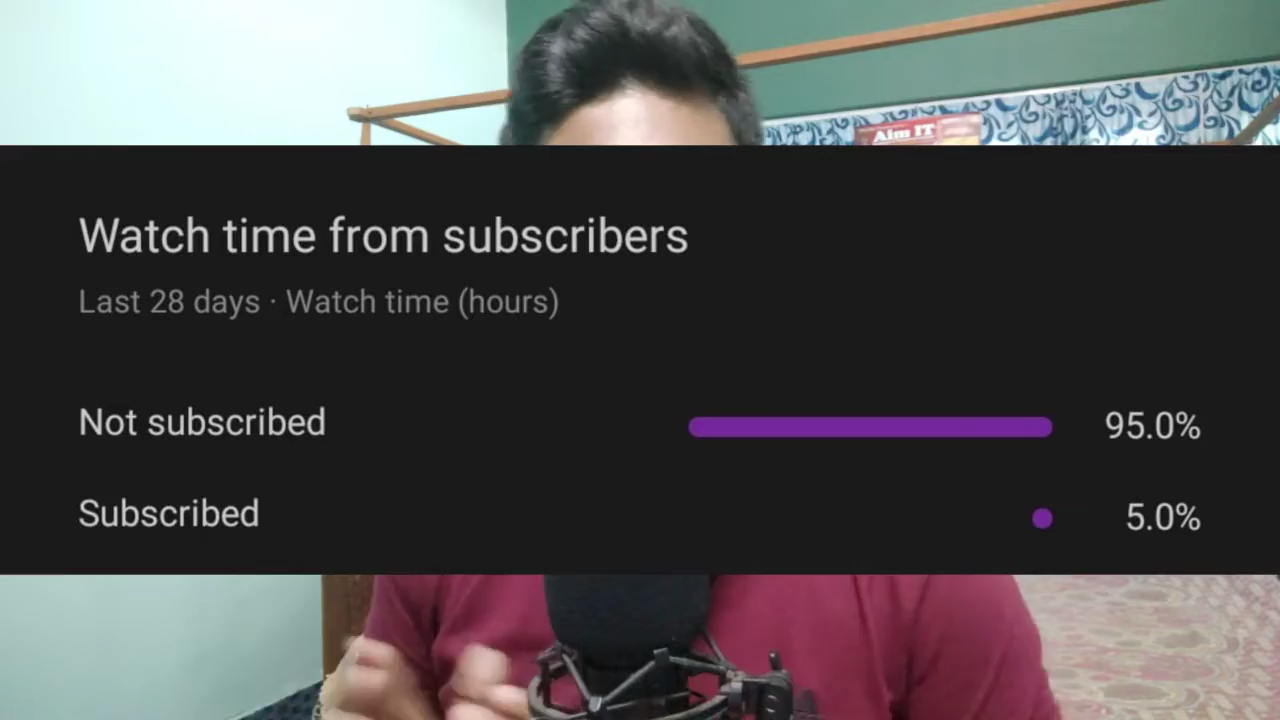 Aim IT
Watch time from subscribers
Last 28 days · Watch time (hours)
Not subscribed 95.0%
Subscribed 5.0%